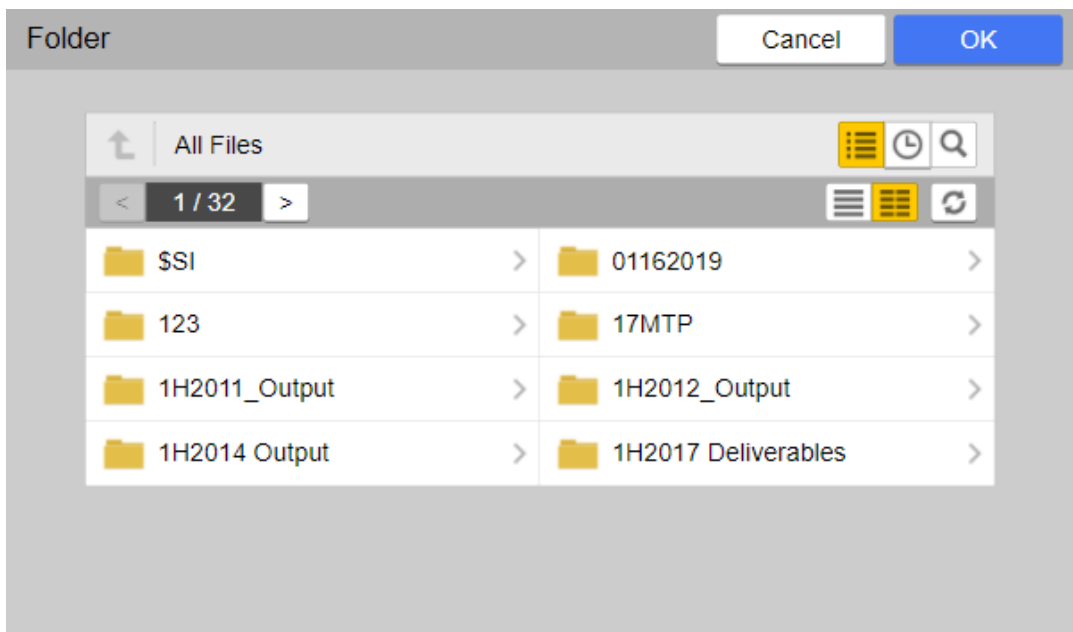 Folder Cancel OK
All Files
< 1 / 32 >
$SI 01162019
123 17MTP
1H2011_Output 1H2012_Output
1H2014 Output 1H2017 Deliverables